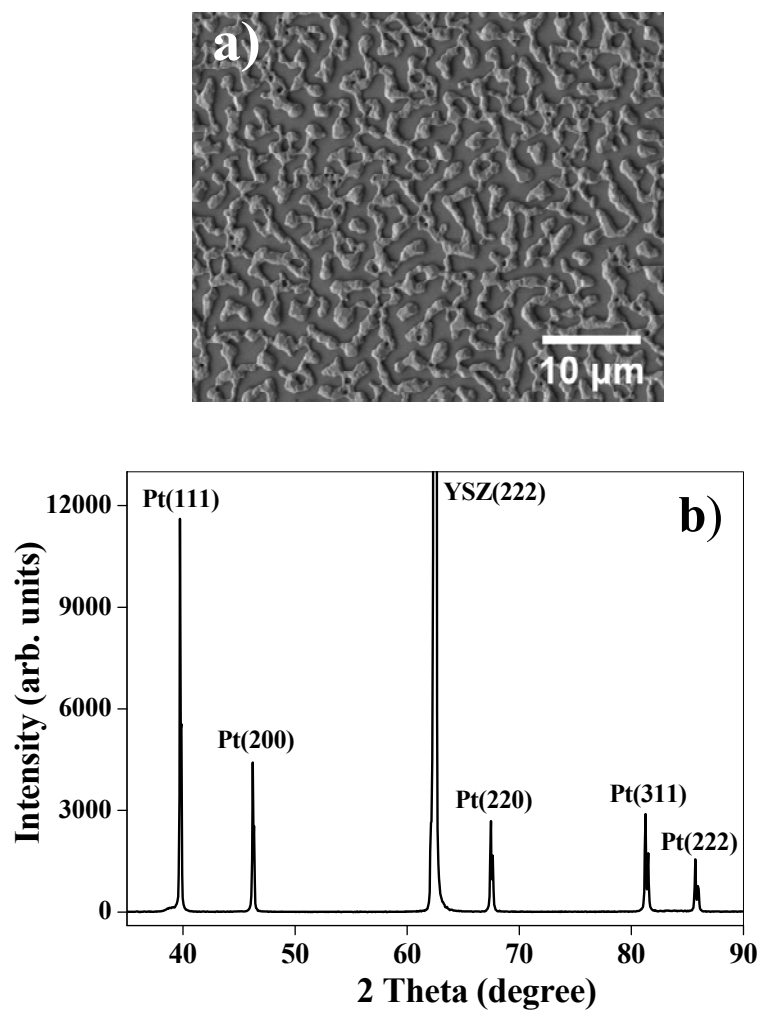 a)
10 μm
b)
YSZ(222)
Pt(111)
Pt(200)
Pt(220)
Pt(311)
Pt(222)
12000
9000
6000
3000
0
Intensity (arb. units)
40 50 60 70 80 90
2 Theta (degree)